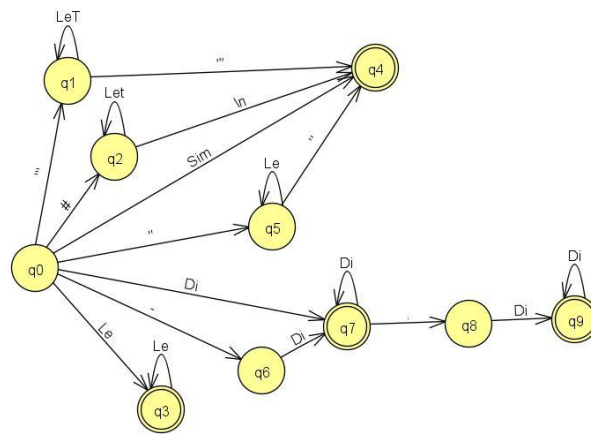 LeT
q1
'''
q4
Let
q2
\n
'''
Sim
Le
q5
"
#
"
q0
Di
Di
Di
q7
.
q8
Di
q9
-
Di
q6
Le
Le
q3